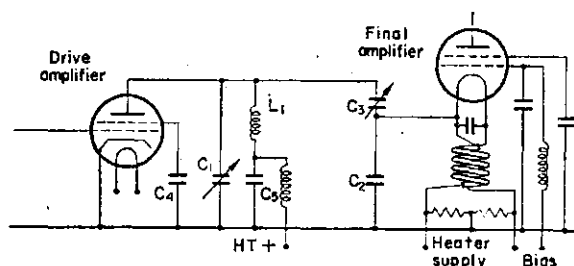 Drive
amplifier
Final
amplifier
L1
C3
C1
C4
C5
C2
HT +
Heater
supply
Bias